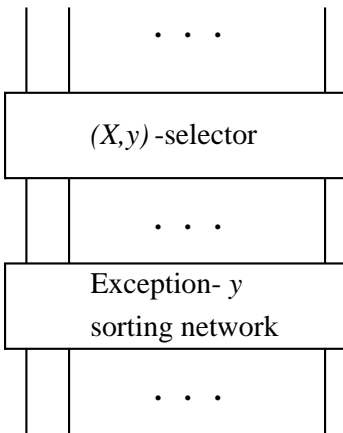 . . .
(X,y) -selector
. . .
Exception- y
sorting network
. . .